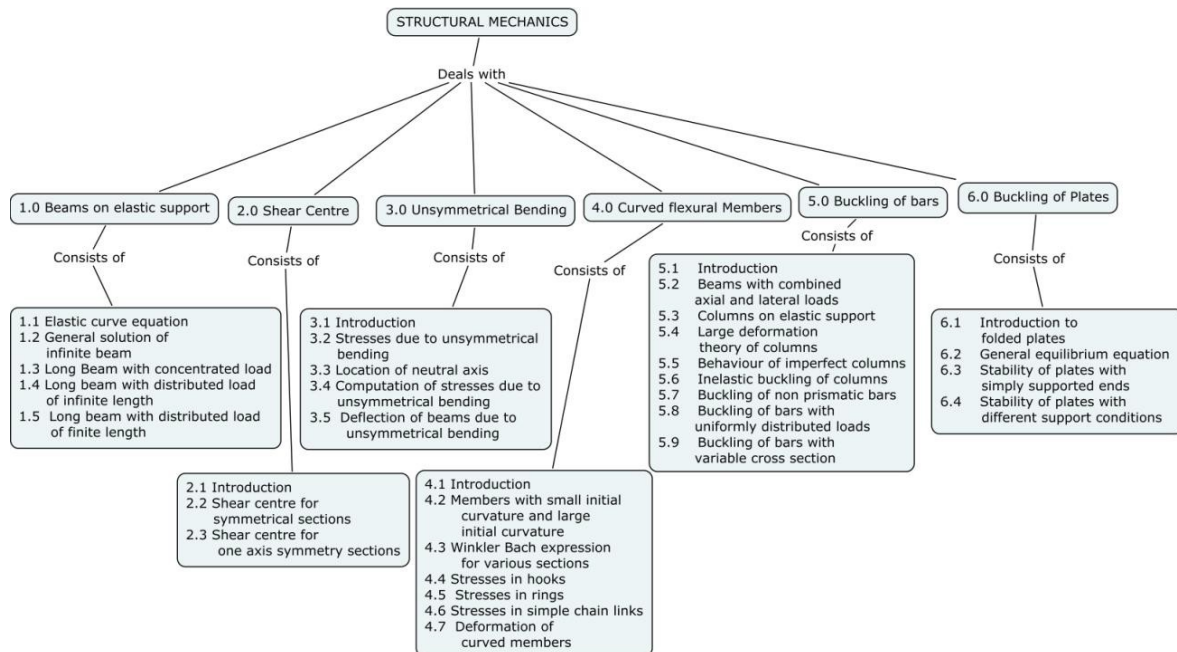 STRUCTURAL MECHANICS
Deals with
1.0 Beams on elastic support
2.0 Shear Centre
3.0 Unsymmetrical Bending
4.0 Curved flexural Members
5.0 Buckling of bars
6.0 Buckling of Plates
Consists of
1.1 Elastic curve equation
1.2 General solution of
infinite beam
1.3 Long Beam with concentrated load
1.4 Long beam with distributed load
of infinite length
1.5 Long beam with distributed load
of finite length
Consists of
2.1 Introduction
2.2 Shear centre for
symmetrical sections
2.3 Shear centre for
one axis symmetry sections
Consists of
3.1 Introduction
3.2 Stresses due to unsymmetrical
bending
3.3 Location of neutral axis
3.4 Computation of stresses due to
unsymmetrical bending
3.5 Deflection of beams due to
unsymmetrical bending
Consists of
4.1 Introduction
4.2 Members with small initial
curvature and large
initial curvature
4.3 Winkler Bach expression
for various sections
4.4 Stresses in hooks
4.5 Stresses in rings
4.6 Stresses in simple chain links
4.7 Deformation of
curved members
Consists of
5.1 Introduction
5.2 Beams with combined
axial and lateral loads
5.3 Columns on elastic support
5.4 Large deformation
theory of columns
5.5 Behaviour of imperfect columns
5.6 Inelastic buckling of columns
5.7 Buckling of non prismatic bars
5.8 Buckling of bars with
uniformly distributed loads
5.9 Buckling of bars with
variable cross section
Consists of
6.1 Introduction to
folded plates
6.2 General equilibrium equation
6.3 Stability of plates with
simply supported ends
6.4 Stability of plates with
different support conditions